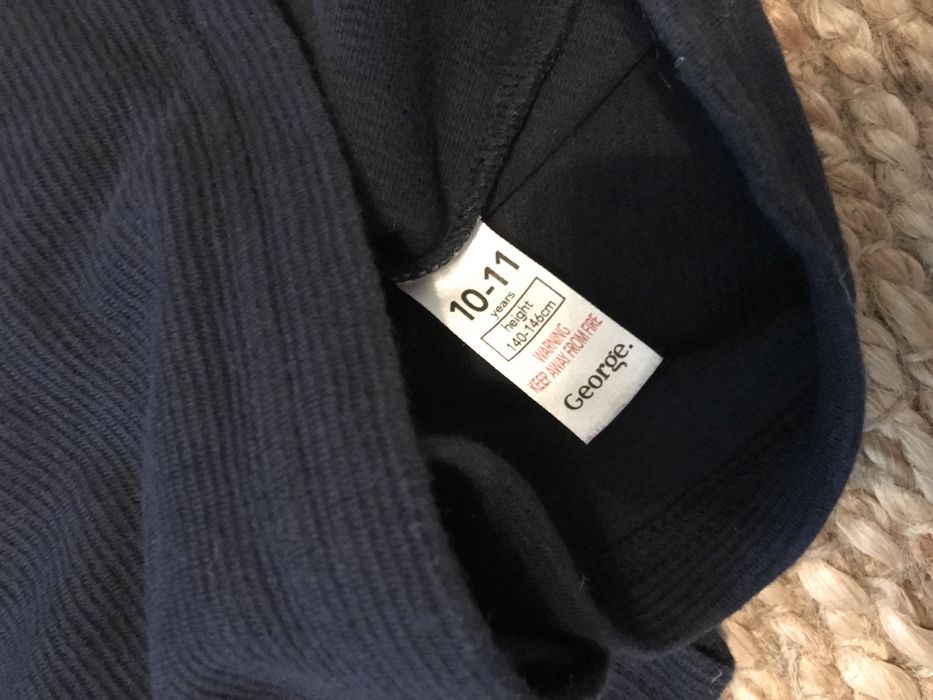 10-11
years
height
140-146cm
WARNING
KEEP AWAY FROM FIRE
George.